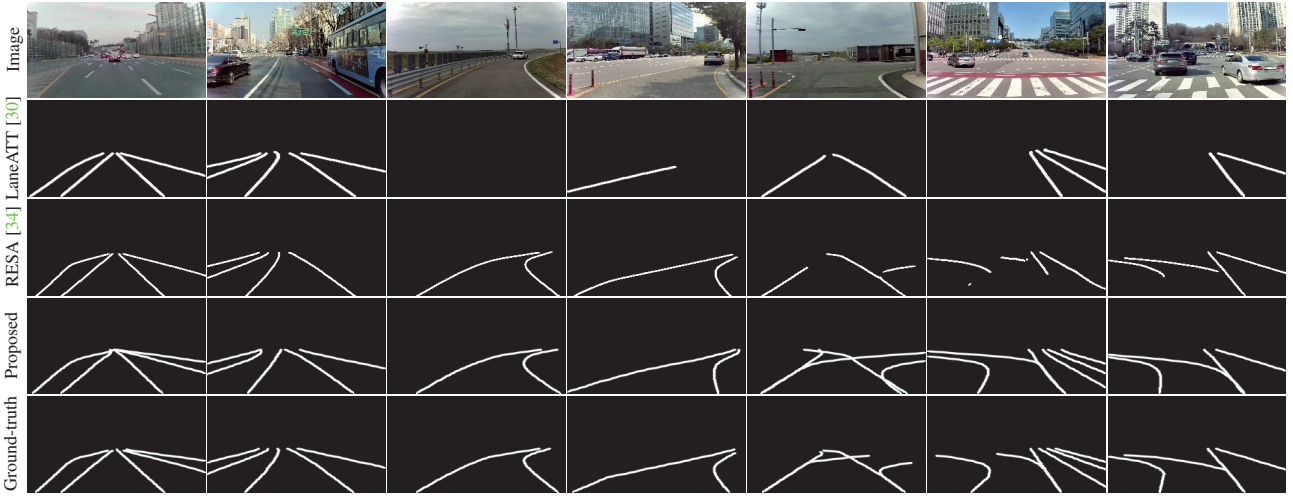 Image
LaneATT [30]
RESA [34]
Proposed
Ground-truth